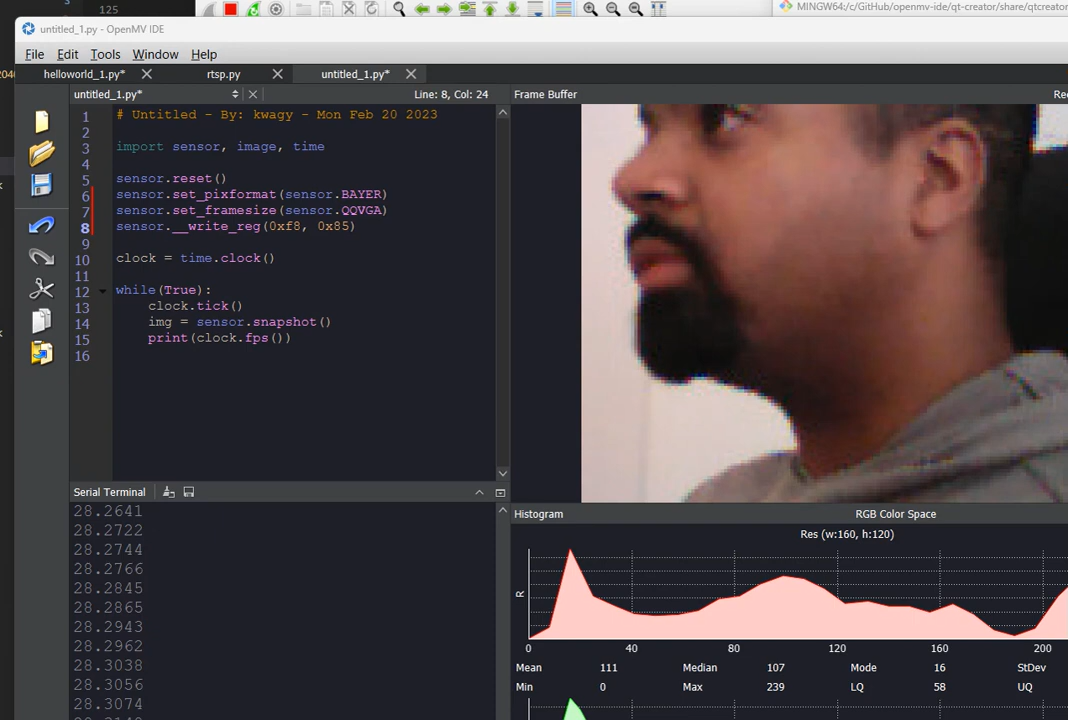 125
MINGW64:/c/GitHub/openmv-ide/qt-creator/share/qtcreator
untitled_1.py - OpenMV IDE
File Edit Tools Window Help
helloworld_1.py* rtsp.py untitled_1.py*
untitled_1.py* Line: 8, Col: 24 Frame Buffer
1 # Untitled - By: kwagy - Mon Feb 20 2023
2
3 import sensor, image, time
4
5 sensor.reset()
6 sensor.set_pixformat(sensor.BAYER)
7 sensor.set_framesize(sensor.QQVGA)
8 sensor.__write_reg(0xf8, 0x85)
9
10 clock = time.clock()
11
12 while(True):
13 clock.tick()
14 img = sensor.snapshot()
15 print(clock.fps())
16
Serial Terminal
28.2641
28.2722
28.2744
28.2766
28.2845
28.2865
28.2943
28.2962
28.3038
28.3056
28.3074
Histogram RGB Color Space
Res (w:160, h:120)
R
0 40 80 120 160 200
Mean 111 Median 107 Mode 16 StDev
Min 0 Max 239 LQ 58 UQ